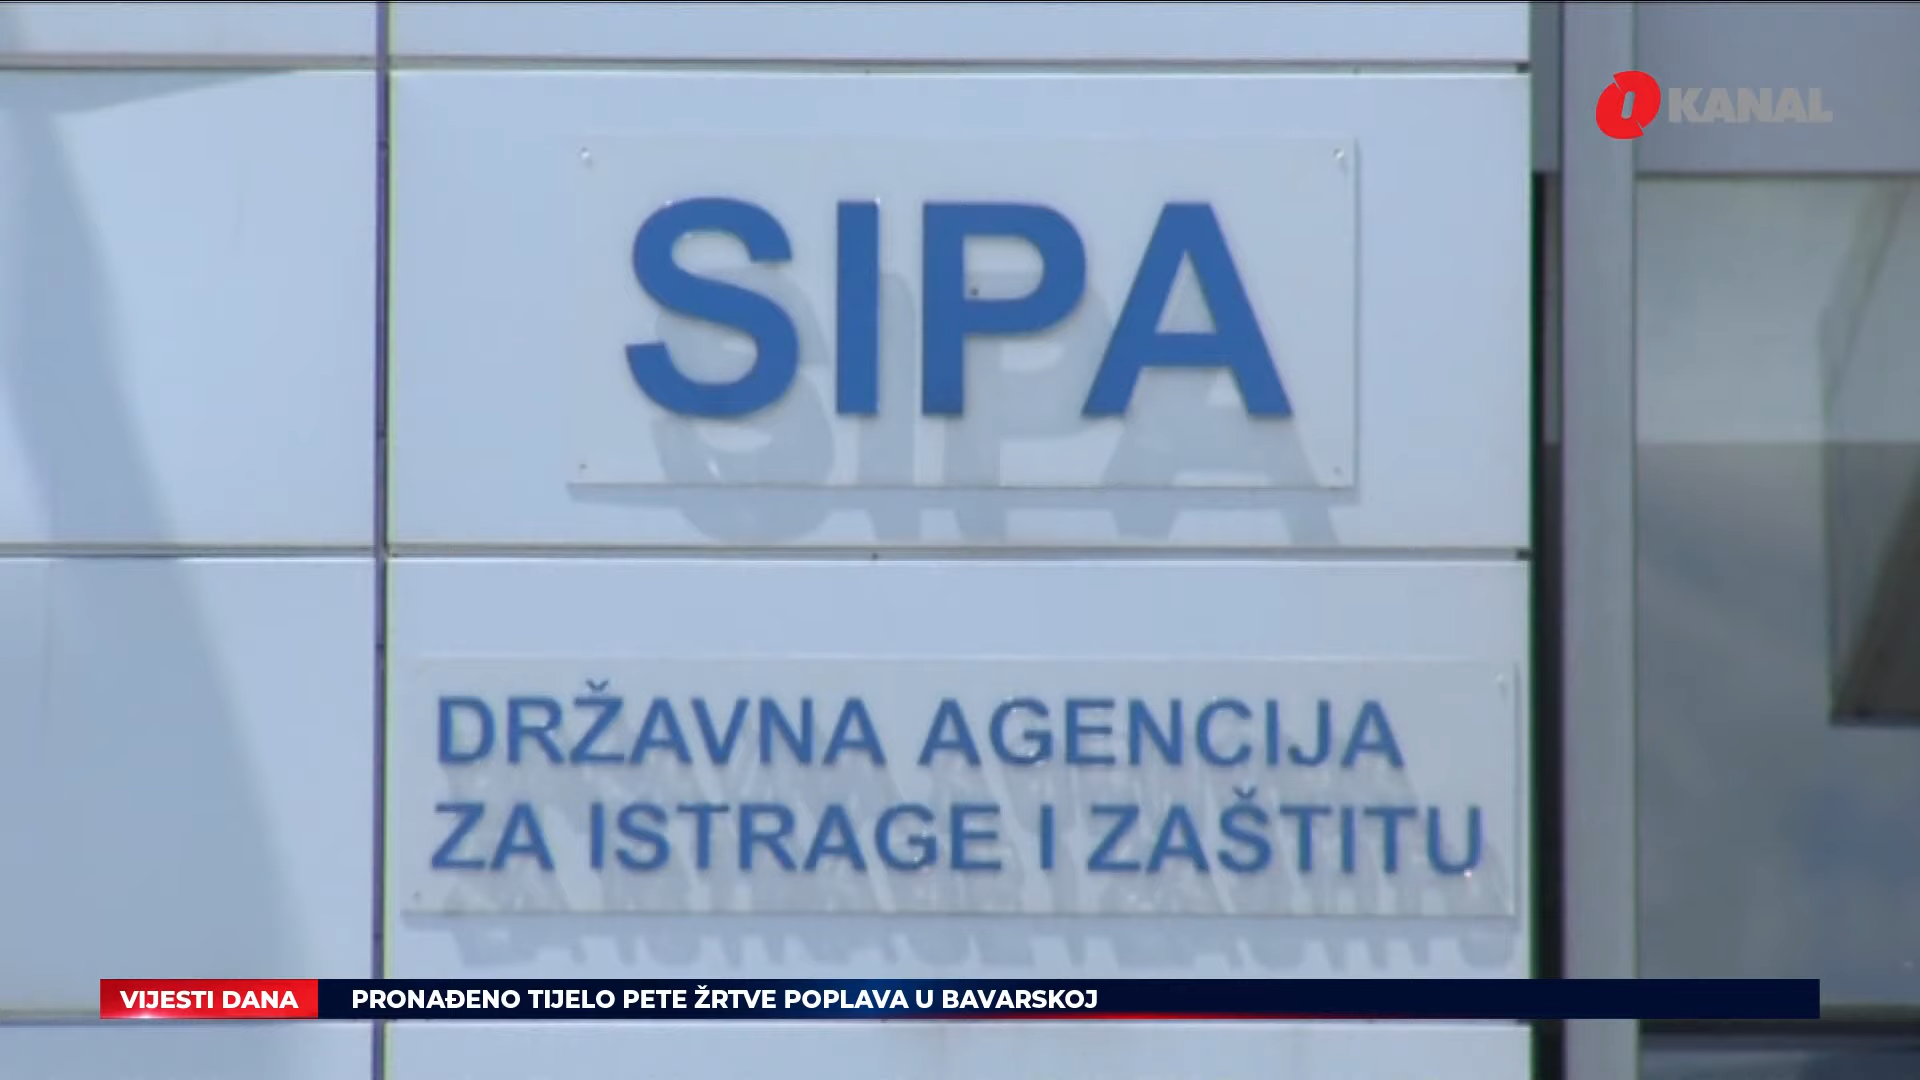 O KANAL
SIPA
DRŽAVNA AGENCIJA
ZA ISTRAGE I ZAŠTITU
VIJESTI DANA
PRONAĐENO TIJELO PETE ŽRTVE POPLAVA U BAVARSKOJ